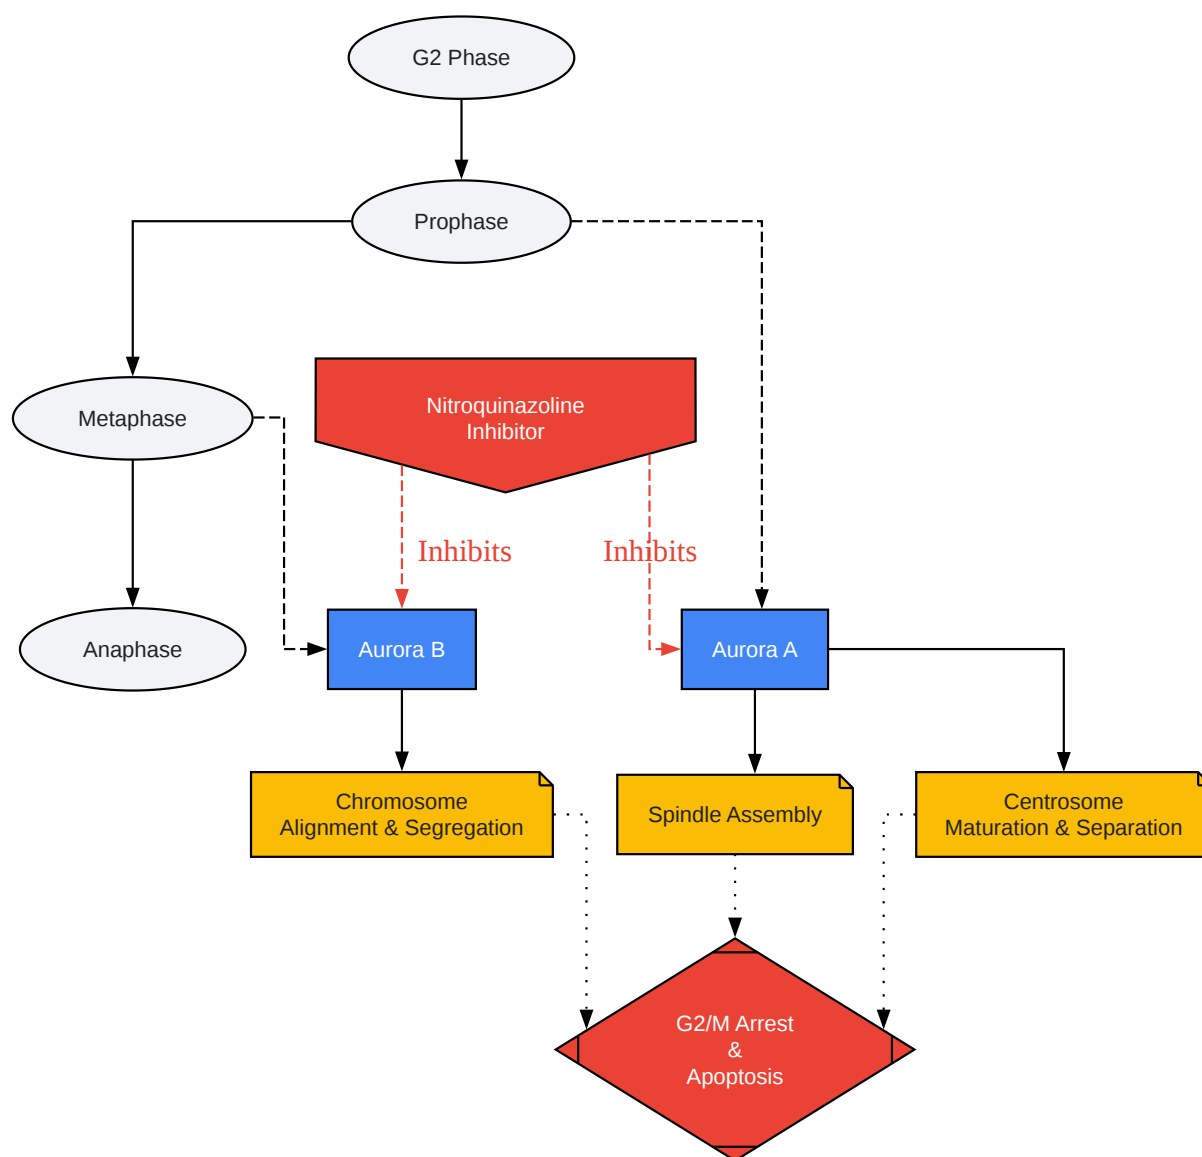 G2 Phase
Prophase
Metaphase
Nitroquinazoline
Inhibitor
Inhibits
Inhibits
Anaphase
Aurora B
Aurora A
Chromosome
Alignment & Segregation
Spindle Assembly
Centrosome
Maturation & Separation
G2/M Arrest
&
Apoptosis